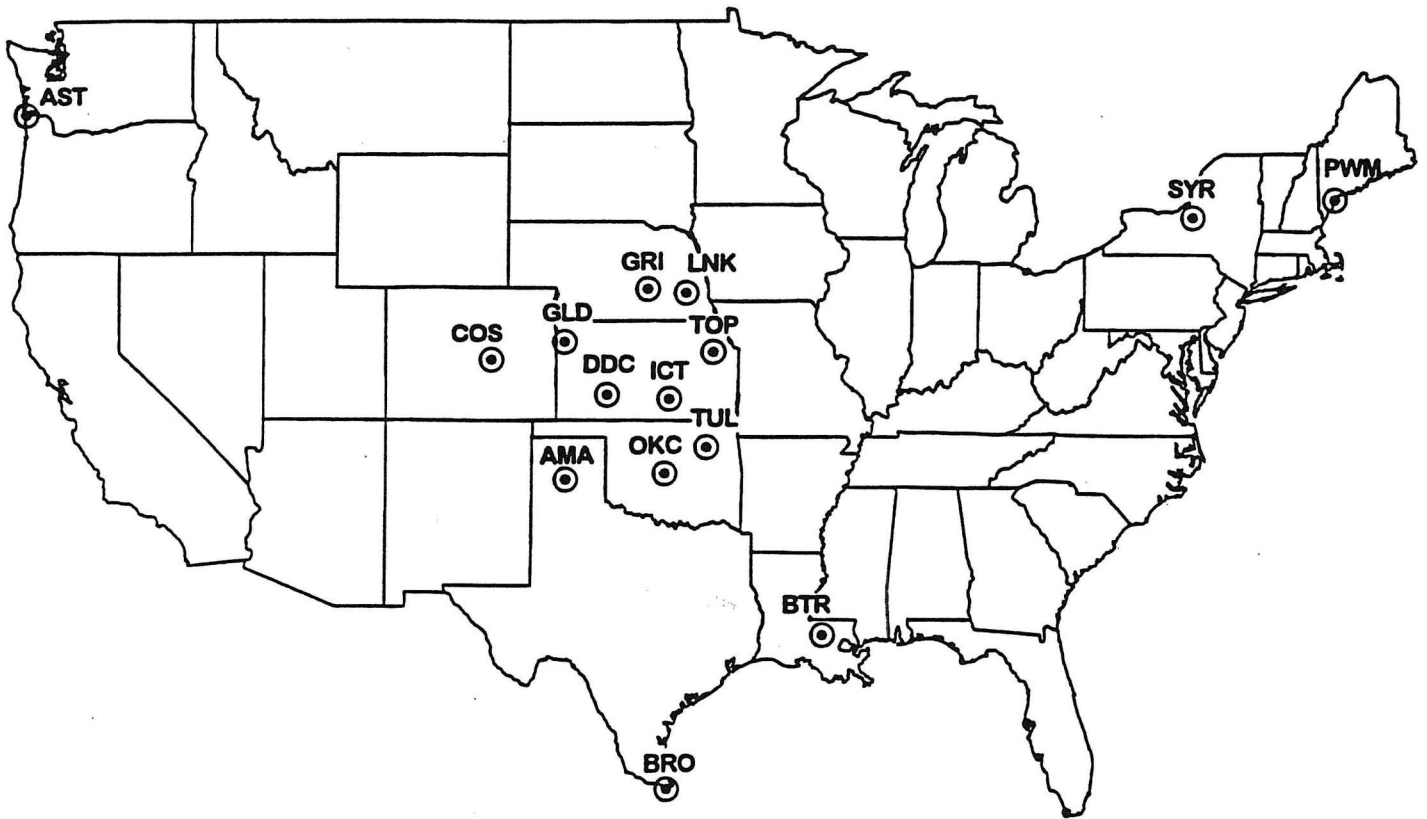 AST
PWM
SYR
GRI LNK
GLD
TOP
COS
DDC
ICT
TUL
OKC
AMA
BTR
BRO